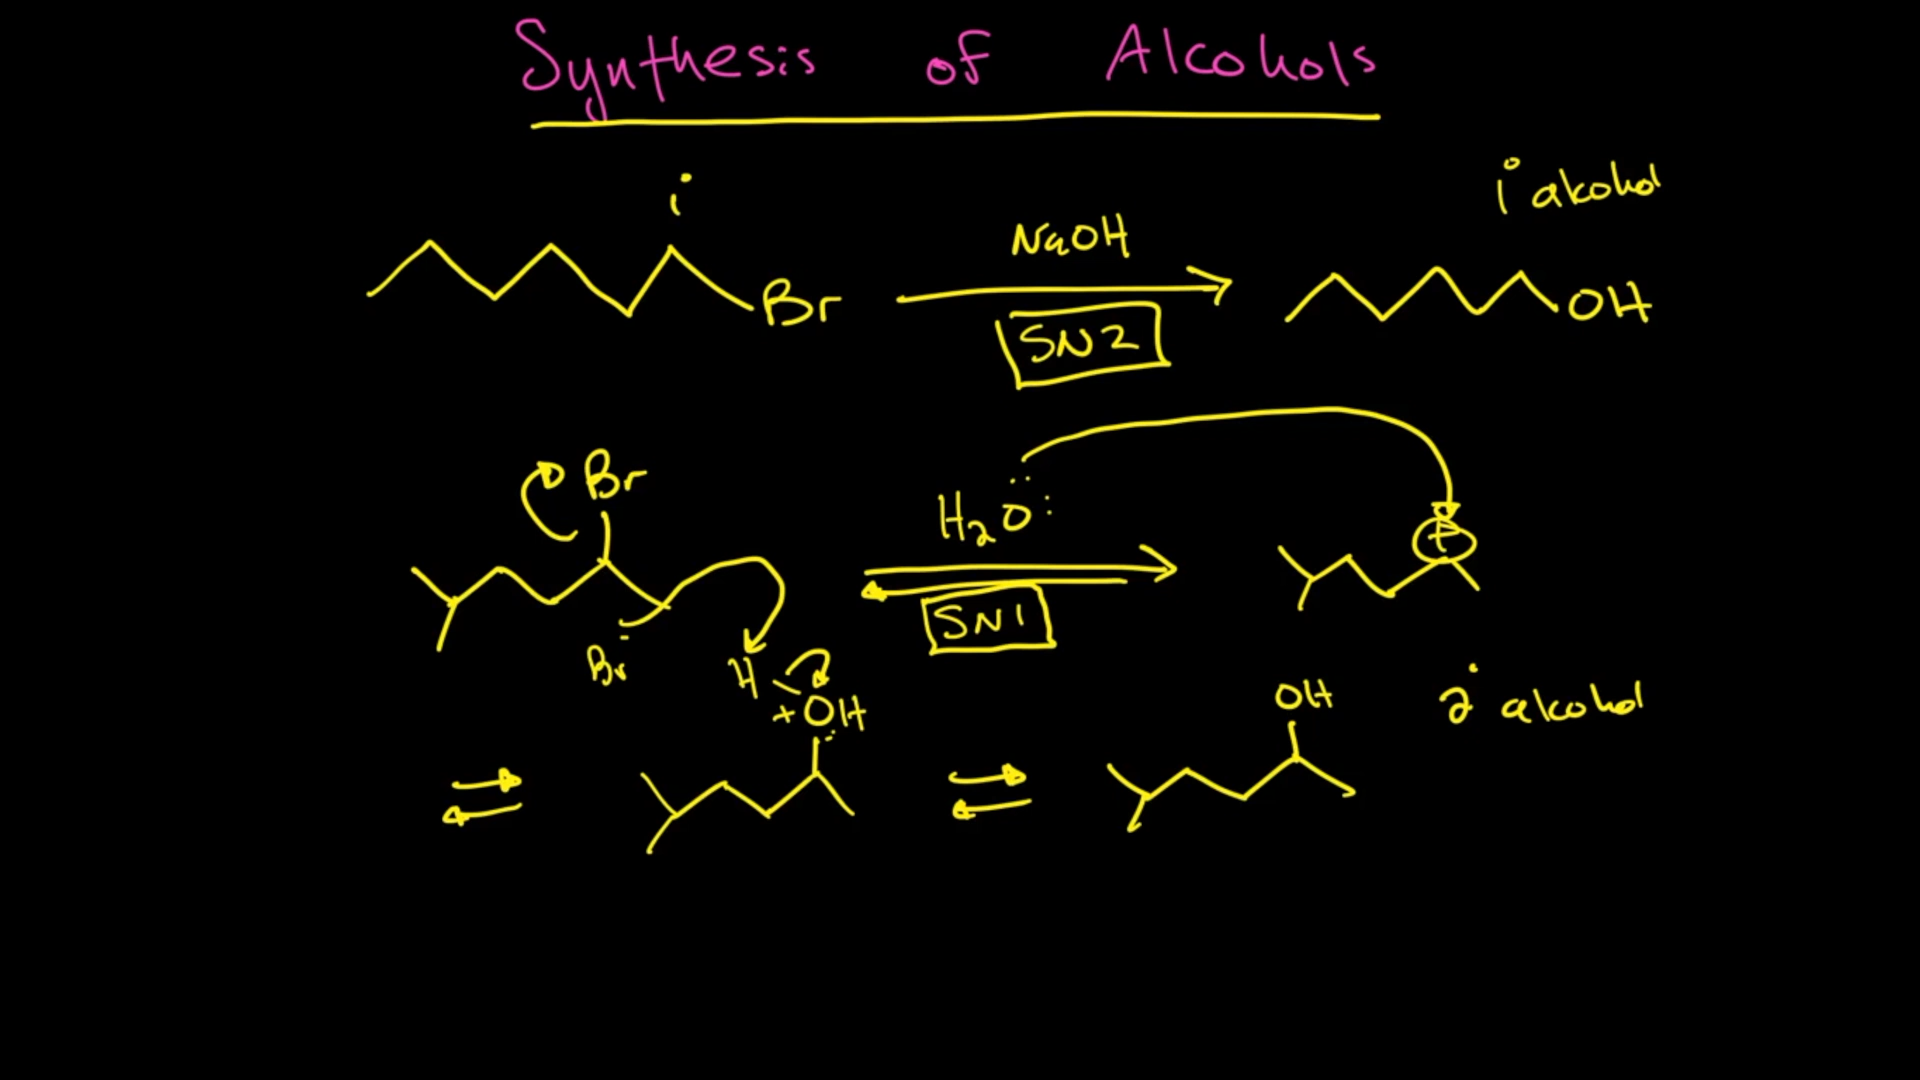 Synthesis of Alcohols
1° 1° alcohol
NaOH
Br OH
SN2
Br H2O: +
SN1
Br- H
+OH OH 2° alcohol